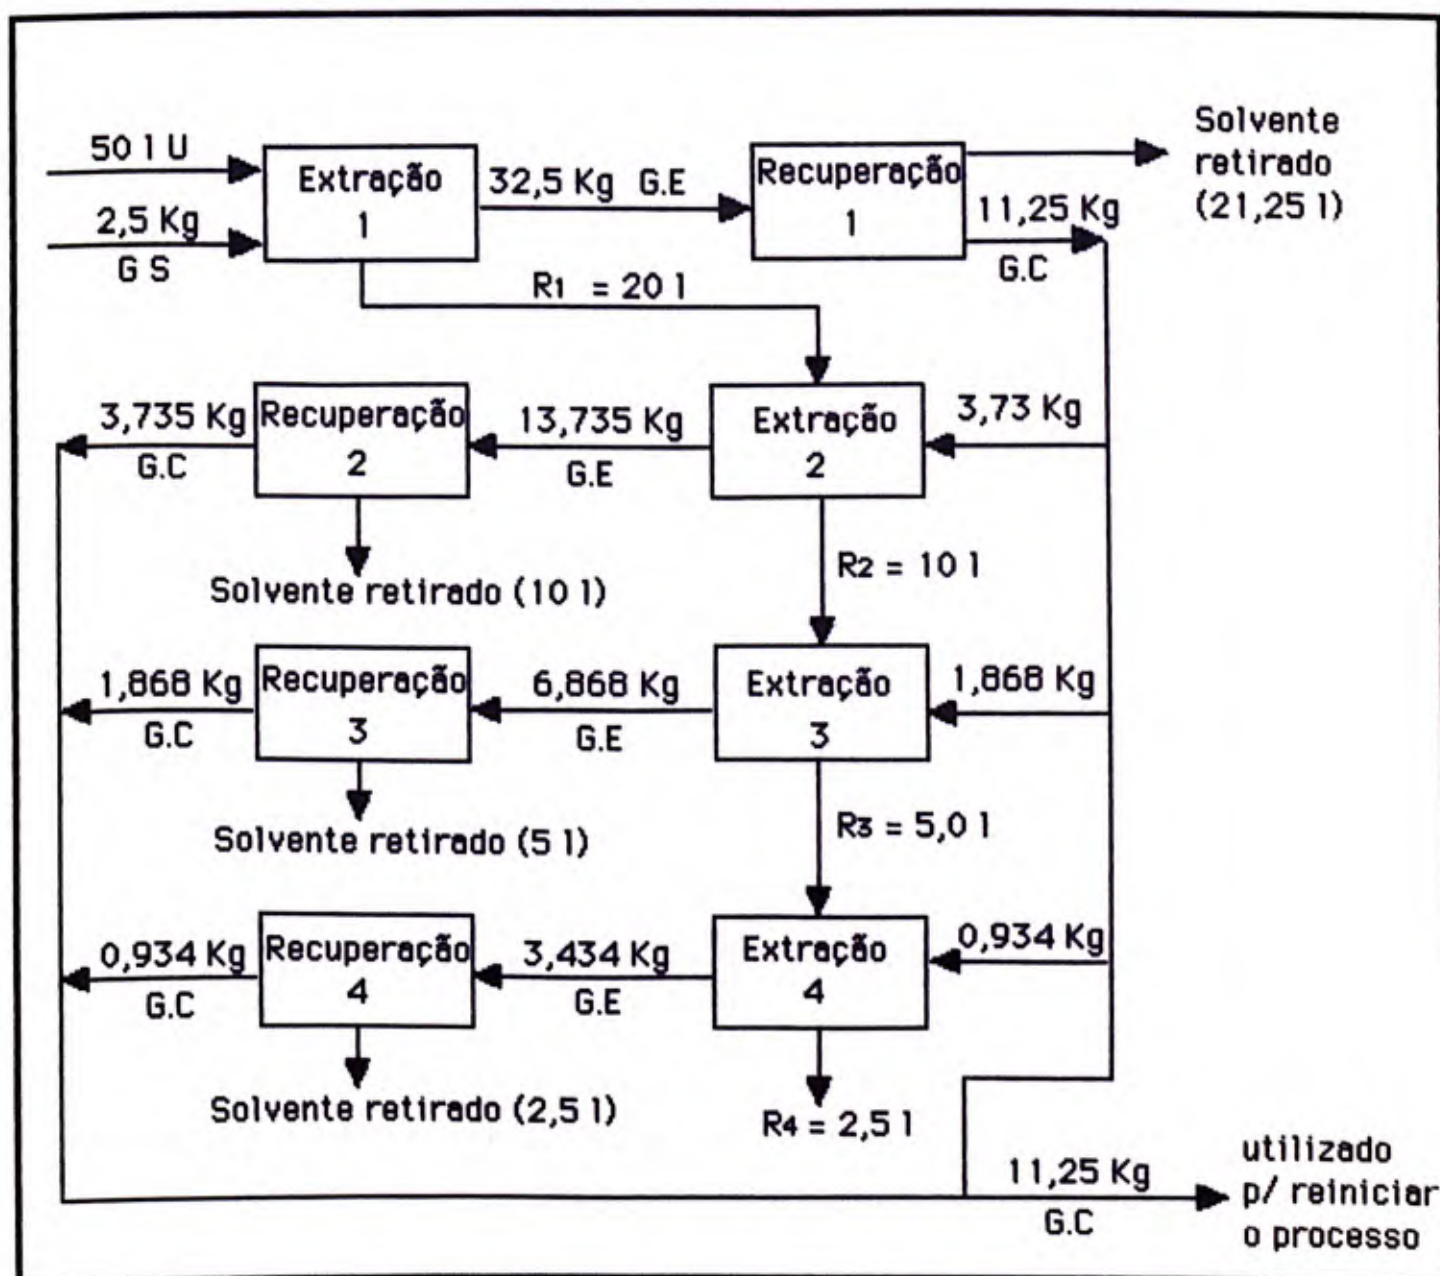 50 l U
2,5 Kg
G S
Extração
1
32,5 Kg G.E
Recuperação
1
Solvente
retirado
(21,25 l)
11,25 Kg
G.C
R1 = 20 l
3,735 Kg
G.C
Recuperação
2
13,735 Kg
G.E
Extração
2
3,73 Kg
Solvente retirado (10 l)
R2 = 10 l
1,868 Kg
G.C
Recuperação
3
6,868 Kg
G.E
Extração
3
1,868 Kg
Solvente retirado (5 l)
R3 = 5,0 l
0,934 Kg
G.C
Recuperação
4
3,434 Kg
G.E
Extração
4
0,934 Kg
Solvente retirado (2,5 l)
R4 = 2,5 l
11,25 Kg
G.C
utilizado
p/ reiniciar
o processo